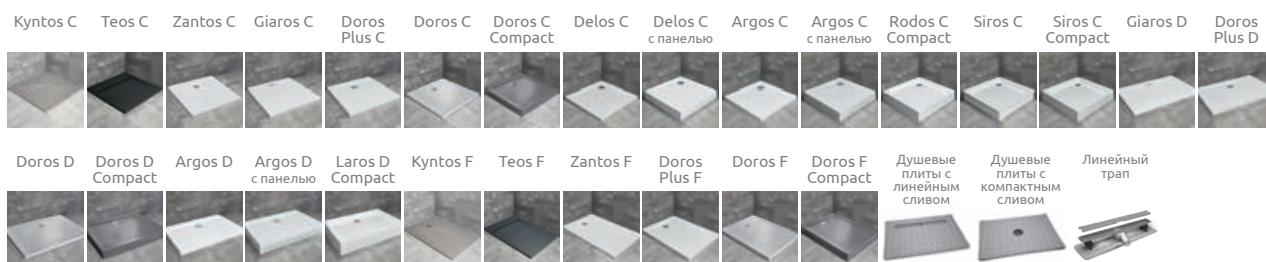 Kyntos C
Teos C
Zantos C
Giaros C
Doros
Plus C
Doros C
Doros C
Compact
Delos C
Delos C
с панелью
Argos C
Argos C
с панелью
Rodos C
Compact
Siros C
Siros C
Compact
Giaros D
Doros
Plus D
Doros D
Doros D
Compact
Argos D
Argos D
с панелью
Laros D
Compact
Kyntos F
Teos F
Zantos F
Doros
Plus F
Doros F
Doros F
Compact
Душевые
плиты с
линейным
сливом
Душевые
плиты с
компактным
сливом
Линейный
трап